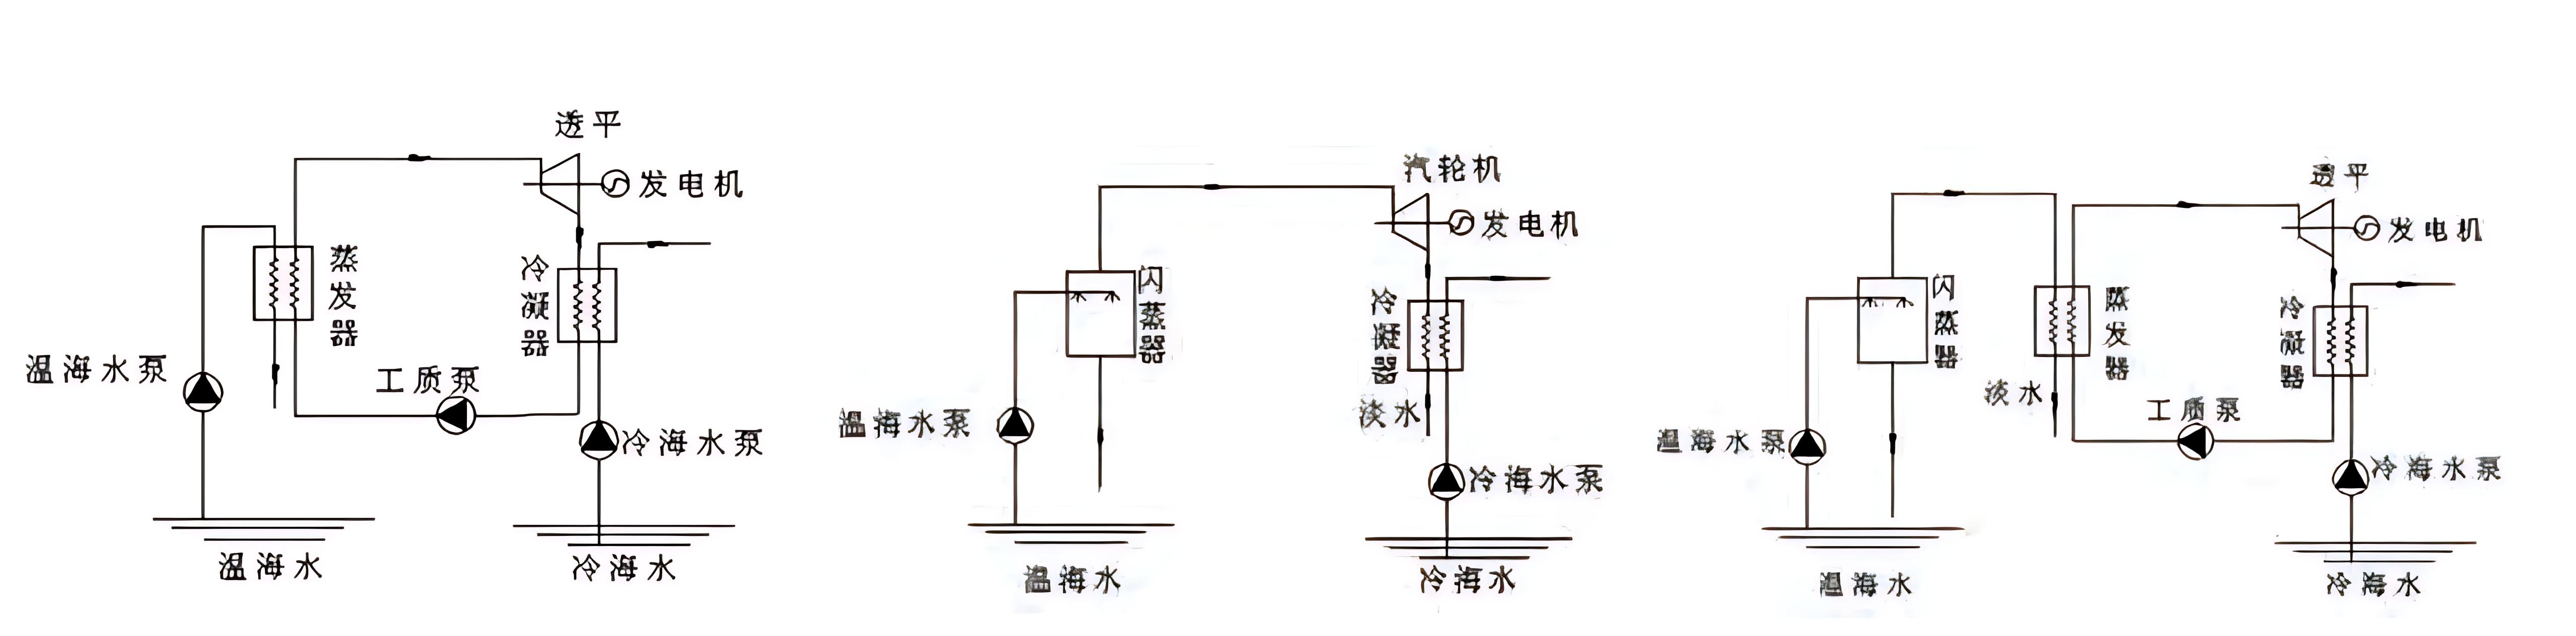 透平
发电机
蒸发器
冷凝器
温海水泵
工质泵
冷海水泵
温海水
冷海水
汽轮机
发电机
闪蒸器
冷凝器
淡水
温海水泵
冷海水泵
温海水
冷海水
透平
发电机
闪蒸器
蒸发器
冷凝器
淡水
工质泵
温海水泵
冷海水泵
温海水
冷海水